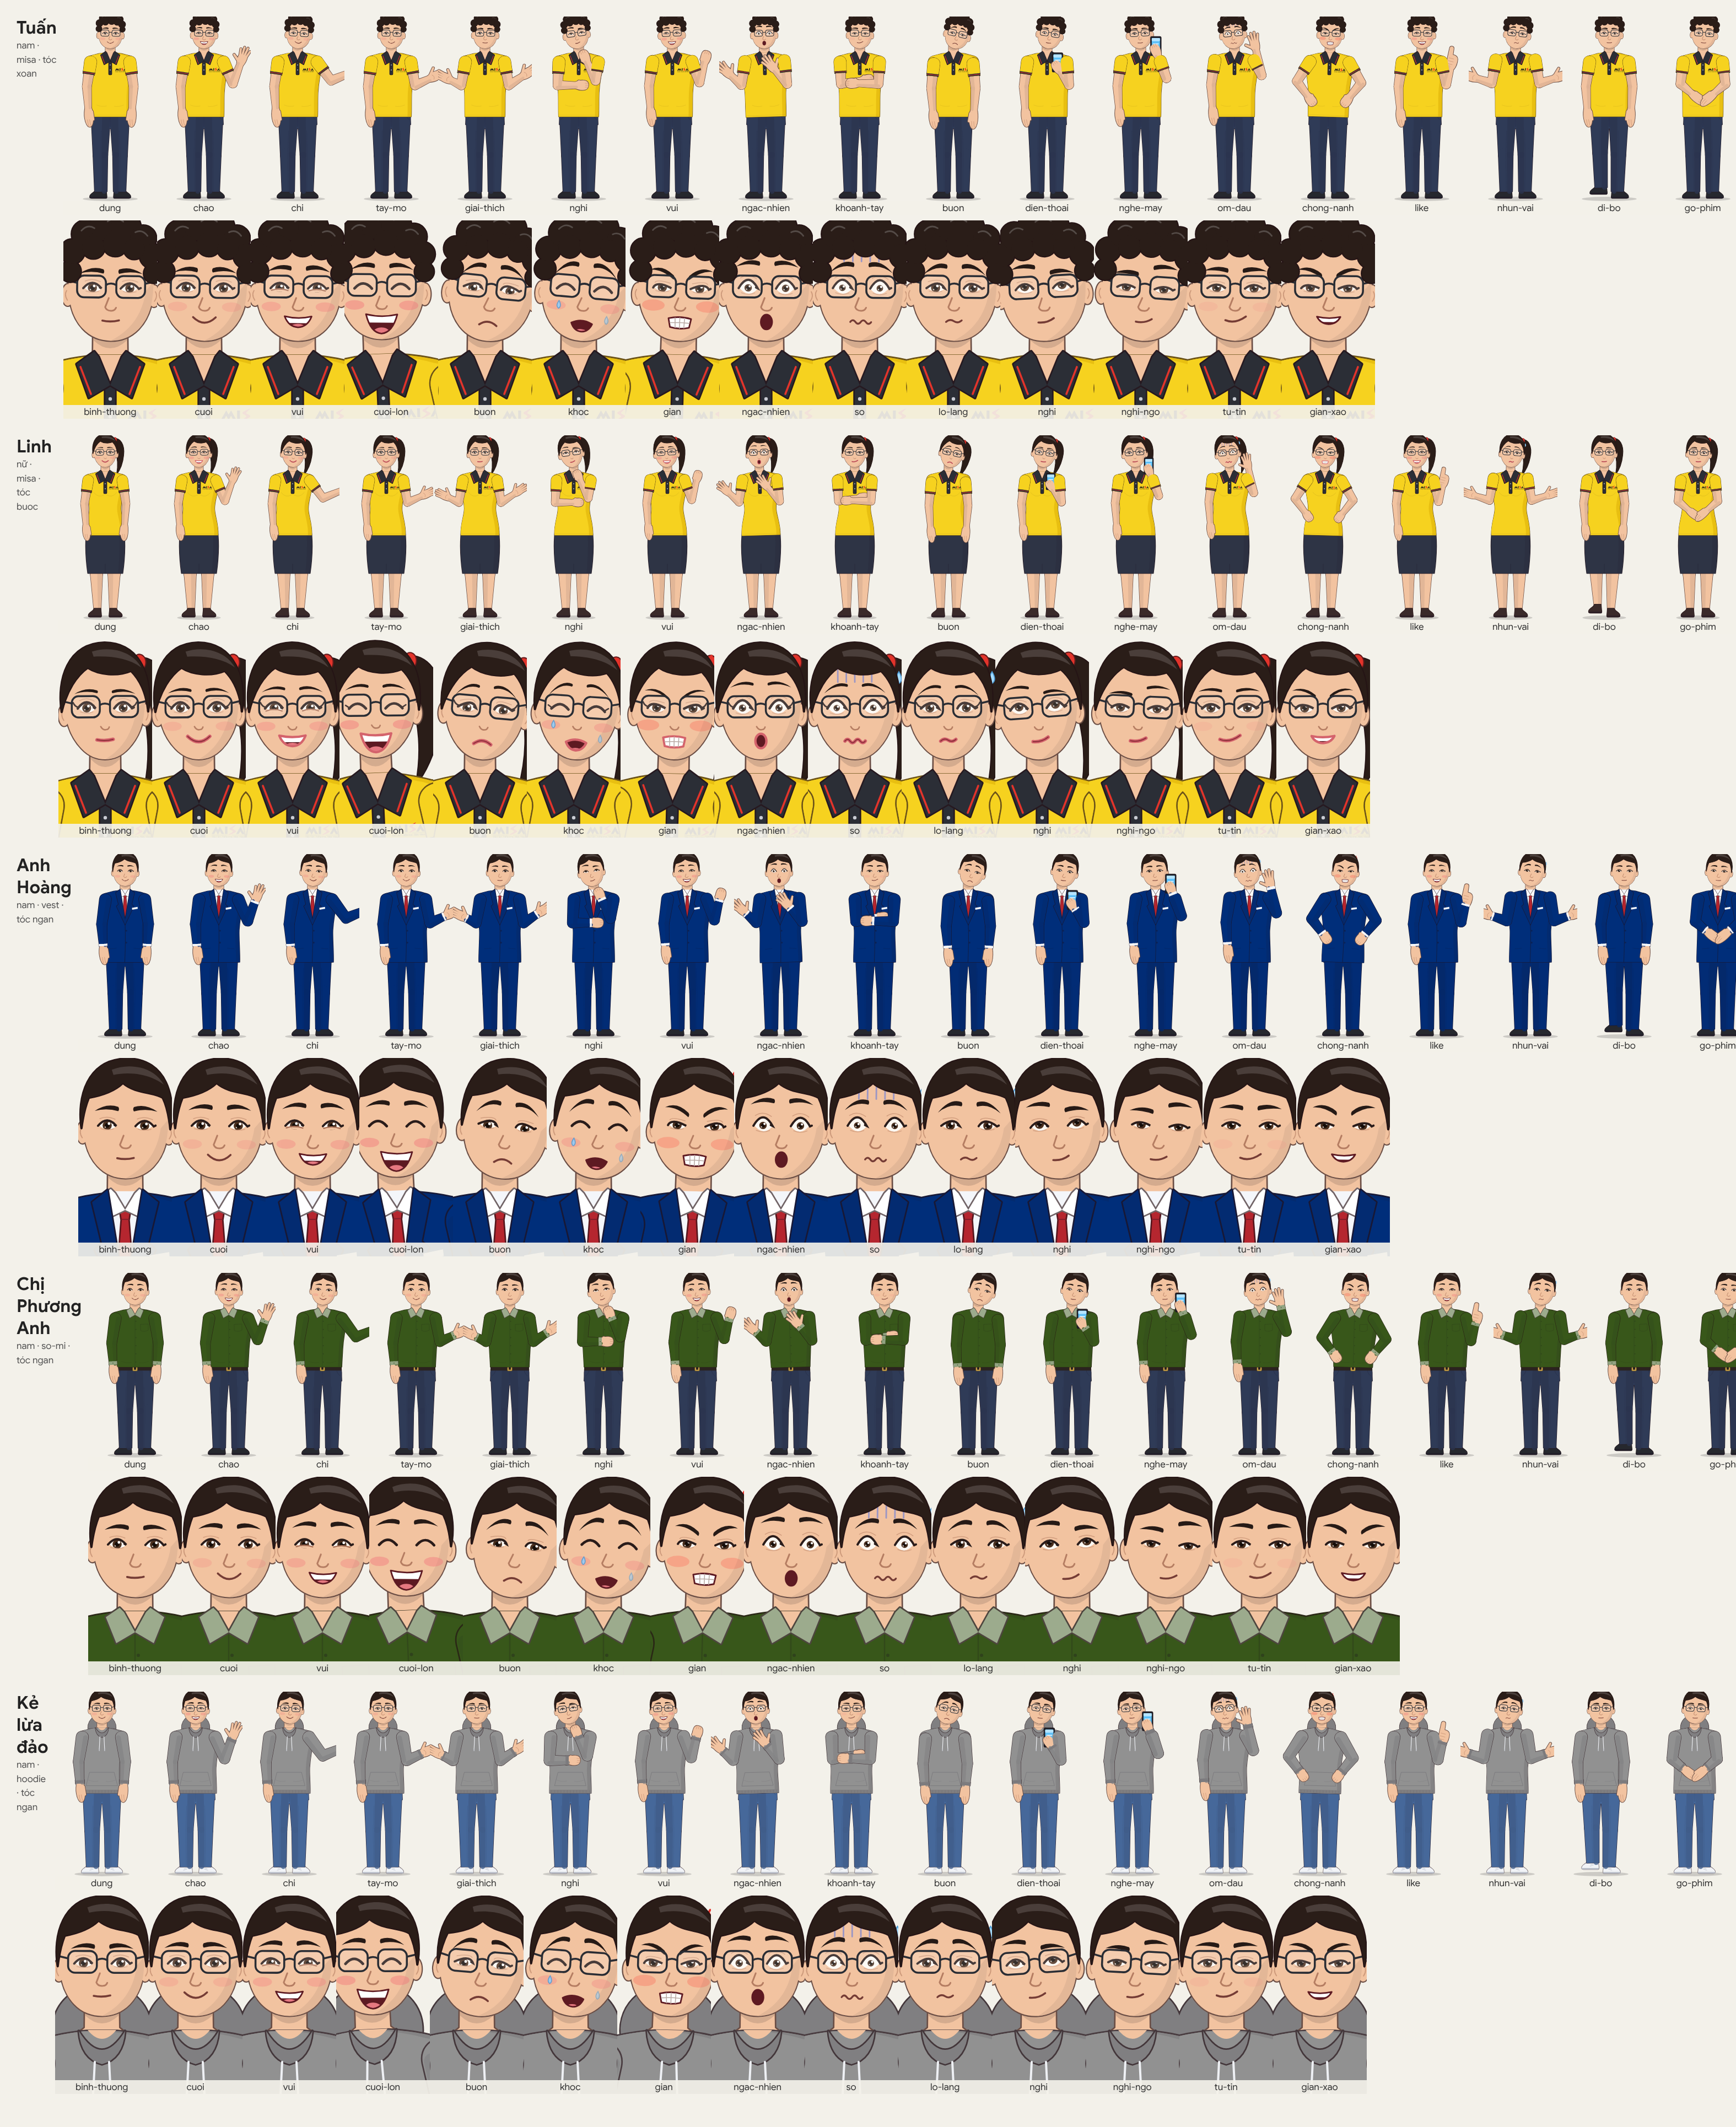 Tuấn
nam ·
misa · tóc
xoan
dung chao chi tay-mo giai-thich nghi vui ngac-nhien khoanh-tay buon dien-thoai nghe-may om-dau chong-nanh like nhun-vai di-bo go-phim
binh-thuong cuoi vui cuoi-lon buon khoc gian ngac-nhien so lo-lang nghi nghi-ngo tu-tin gian-xao
Linh
nữ ·
misa ·
tóc
buoc
dung chao chi tay-mo giai-thich nghi vui ngac-nhien khoanh-tay buon dien-thoai nghe-may om-dau chong-nanh like nhun-vai di-bo go-phim
binh-thuong cuoi vui cuoi-lon buon khoc gian ngac-nhien so lo-lang nghi nghi-ngo tu-tin gian-xao
Anh
Hoàng
nam · vest ·
tóc ngan
dung chao chi tay-mo giai-thich nghi vui ngac-nhien khoanh-tay buon dien-thoai nghe-may om-dau chong-nanh like nhun-vai di-bo go-phim
binh-thuong cuoi vui cuoi-lon buon khoc gian ngac-nhien so lo-lang nghi nghi-ngo tu-tin gian-xao
Chị
Phương
Anh
nam · so-mi ·
tóc ngan
dung chao chi tay-mo giai-thich nghi vui ngac-nhien khoanh-tay buon dien-thoai nghe-may om-dau chong-nanh like nhun-vai di-bo go-ph
binh-thuong cuoi vui cuoi-lon buon khoc gian ngac-nhien so lo-lang nghi nghi-ngo tu-tin gian-xao
Kẻ
lừa
đảo
nam ·
hoodie
· tóc
ngan
dung chao chi tay-mo giai-thich nghi vui ngac-nhien khoanh-tay buon dien-thoai nghe-may om-dau chong-nanh like nhun-vai di-bo go-phim
binh-thuong cuoi vui cuoi-lon buon khoc gian ngac-nhien so lo-lang nghi nghi-ngo tu-tin gian-xao